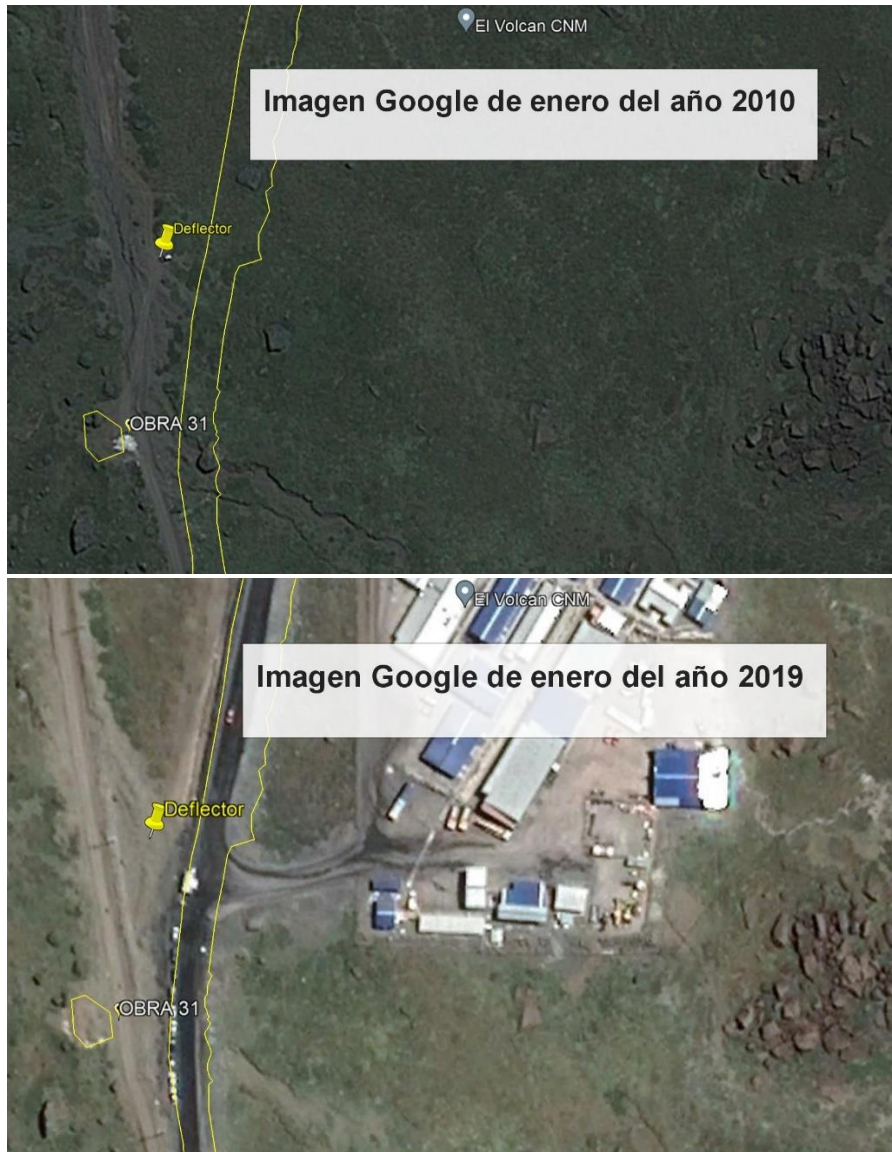 El Volcan CNM
Imagen Google de enero del año 2010
Deflector
OBRA 31
El Volcan CNM
Imagen Google de enero del año 2019
Deflector
OBRA 31